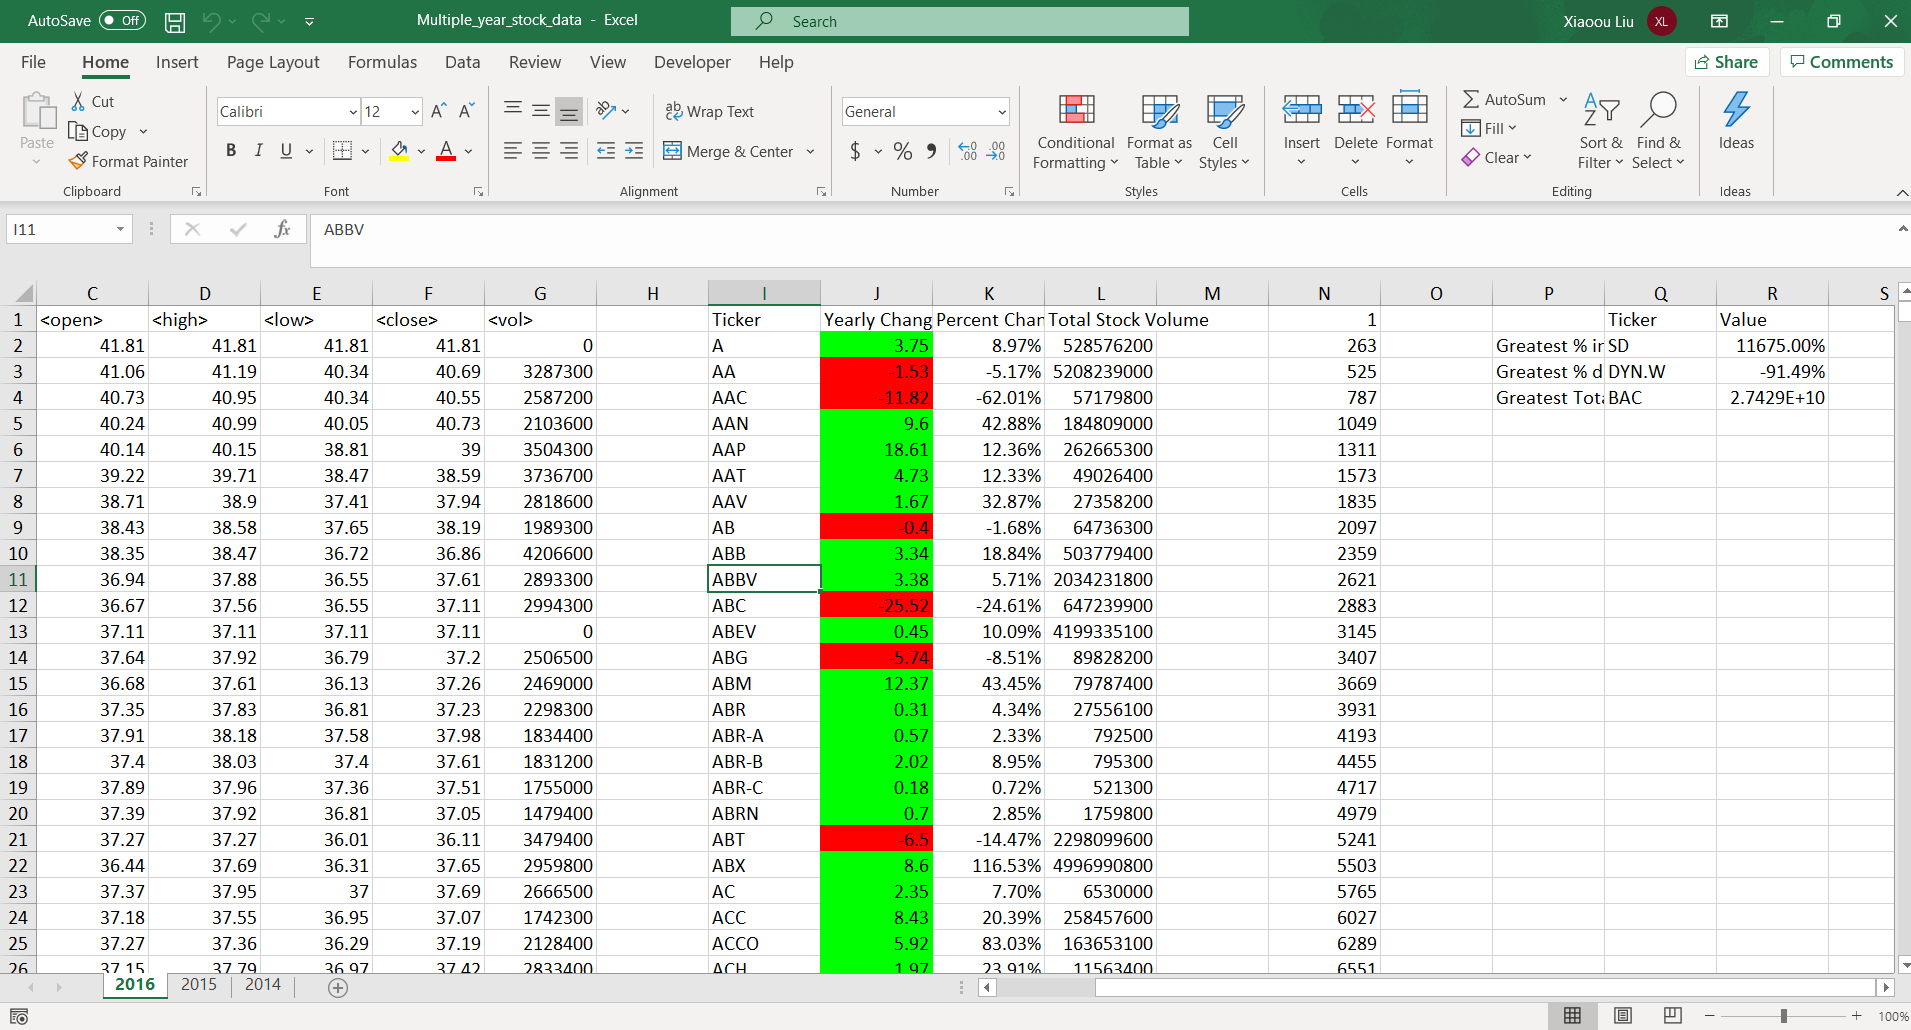 AutoSave Off Multiple_year_stock_data - Excel Search Xiaoou Liu XL
File Home Insert Page Layout Formulas Data Review View Developer Help Share Comments
Paste Cut Copy Format Painter Clipboard
Calibri 12 B I U A Font
Wrap Text Merge & Center Alignment
General $ % Number
Conditional Formatting Format as Table Cell Styles Styles
Insert Delete Format Cells
AutoSum Fill Clear Sort & Filter Find & Select Editing
Ideas Ideas
I11 fx ABBV
C D E F G H I J K L M N O P Q R S
1 <open> <high> <low> <close> <vol> Ticker Yearly Chang Percent Chan Total Stock Volume 1 Ticker Value
2 41.81 41.81 41.81 41.81 0 A 3.75 8.97% 528576200 263 Greatest % in SD 11675.00%
3 41.06 41.19 40.34 40.69 3287300 AA -1.53 -5.17% 5208239000 525 Greatest % d DYN.W -91.49%
4 40.73 40.95 40.34 40.55 2587200 AAC -11.82 -62.01% 57179800 787 Greatest Tota BAC 2.7429E+10
5 40.24 40.99 40.05 40.73 2103600 AAN 9.6 42.88% 184809000 1049
6 40.14 40.15 38.81 39 3504300 AAP 18.61 12.36% 262665300 1311
7 39.22 39.71 38.47 38.59 3736700 AAT 4.73 12.33% 49026400 1573
8 38.71 38.9 37.41 37.94 2818600 AAV 1.67 32.87% 27358200 1835
9 38.43 38.58 37.65 38.19 1989300 AB -0.4 -1.68% 64736300 2097
10 38.35 38.47 36.72 36.86 4206600 ABB 3.34 18.84% 503779400 2359
11 36.94 37.88 36.55 37.61 2893300 ABBV 3.38 5.71% 2034231800 2621
12 36.67 37.56 36.55 37.11 2994300 ABC -25.52 -24.61% 647239900 2883
13 37.11 37.11 37.11 37.11 0 ABEV 0.45 10.09% 4199335100 3145
14 37.64 37.92 36.79 37.2 2506500 ABG -5.74 -8.51% 89828200 3407
15 36.68 37.61 36.13 37.26 2469000 ABM 12.37 43.45% 79787400 3669
16 37.35 37.83 36.81 37.23 2298300 ABR 0.31 4.34% 27556100 3931
17 37.91 38.18 37.58 37.98 1834400 ABR-A 0.57 2.33% 792500 4193
18 37.4 38.03 37.4 37.61 1831200 ABR-B 2.02 8.95% 795300 4455
19 37.89 37.96 37.36 37.51 1755000 ABR-C 0.18 0.72% 521300 4717
20 37.39 37.92 36.81 37.05 1479400 ABRN 0.7 2.85% 1759800 4979
21 37.27 37.27 36.01 36.11 3479400 ABT -6.5 -14.47% 2298099600 5241
22 36.44 37.69 36.31 37.65 2959800 ABX 8.6 116.53% 4996990800 5503
23 37.37 37.95 37 37.69 2666500 AC 2.35 7.70% 6530000 5765
24 37.18 37.55 36.95 37.07 1742300 ACC 8.43 20.39% 258457600 6027
25 37.27 37.36 36.29 37.19 2128400 ACCO 5.92 83.03% 163653100 6289
26 37.15 37.79 36.97 37.42 2833400 ACH 1.97 23.91% 11563400 6551
2016 2015 2014
100%